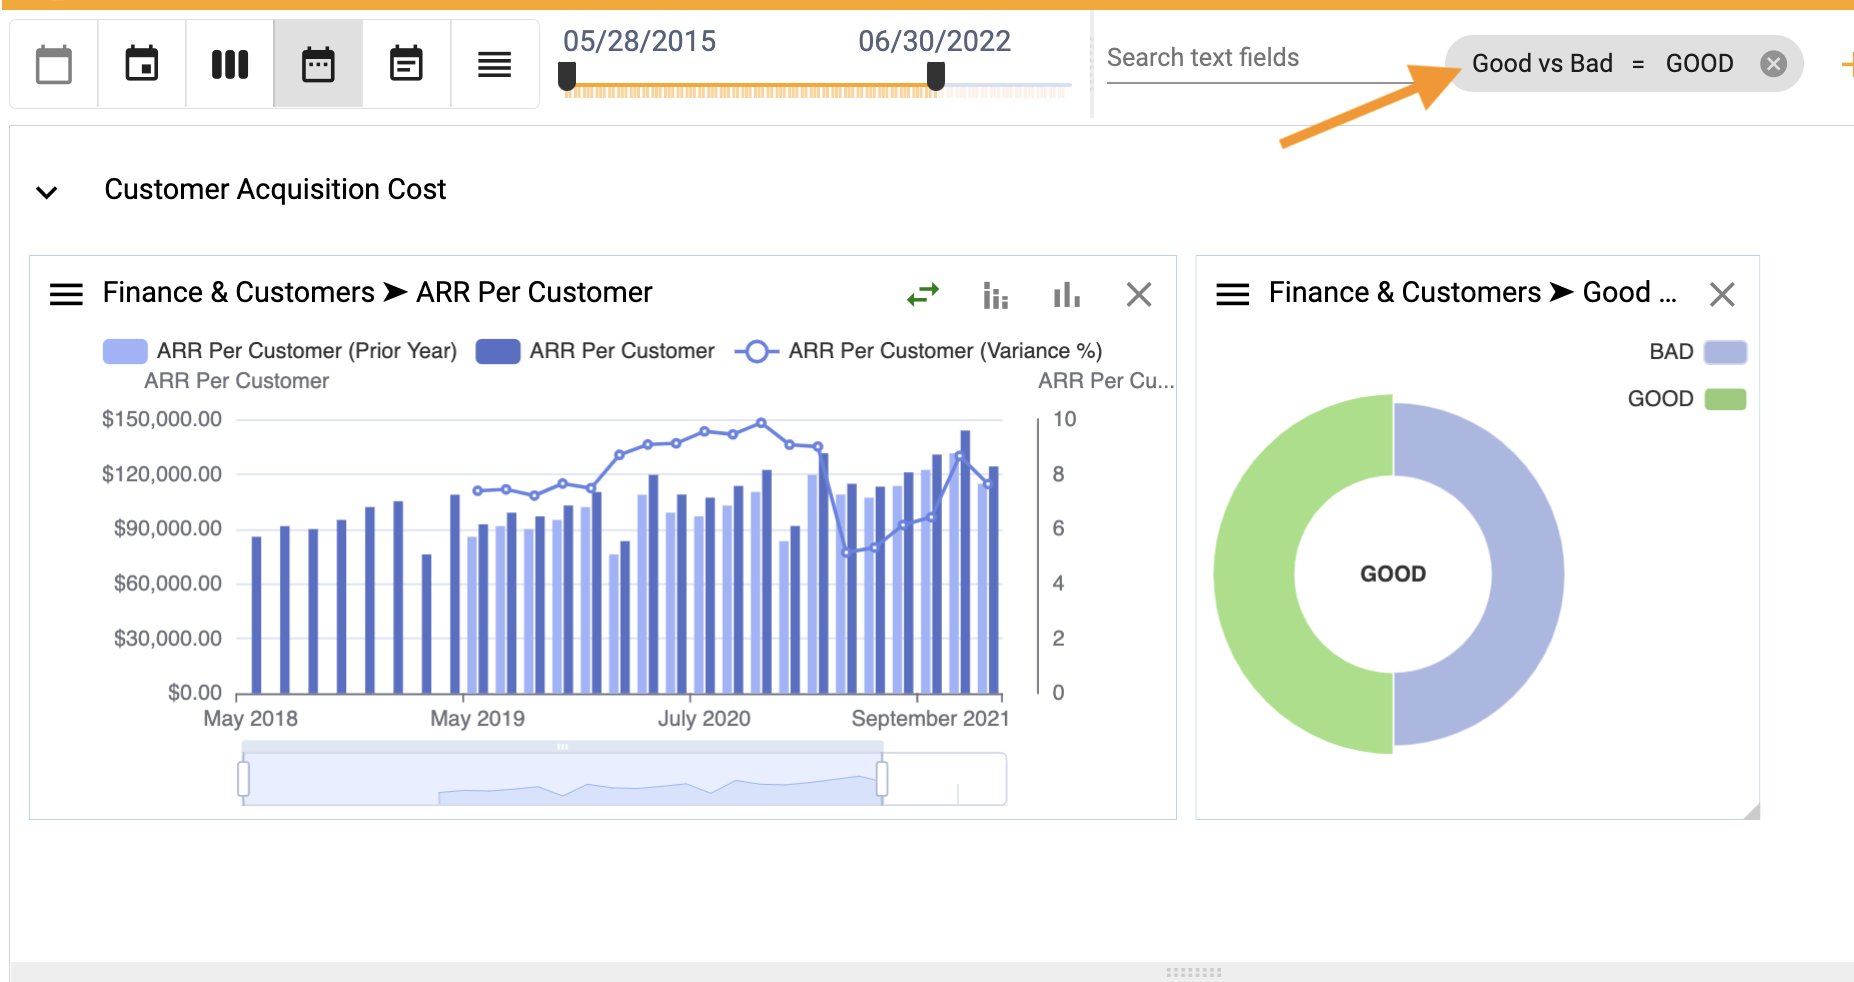 05/28/2015 06/30/2022
Search text fields
Good vs Bad = GOOD
Customer Acquisition Cost
Finance & Customers ➤ ARR Per Customer
ARR Per Customer (Prior Year) ARR Per Customer ARR Per Customer (Variance %)
ARR Per Customer ARR Per Cu...
$150,000.00 10
$120,000.00 8
$90,000.00 6
$60,000.00 4
$30,000.00 2
$0.00 0
May 2018 May 2019 July 2020 September 2021
Finance & Customers ➤ Good ...
BAD
GOOD
GOOD